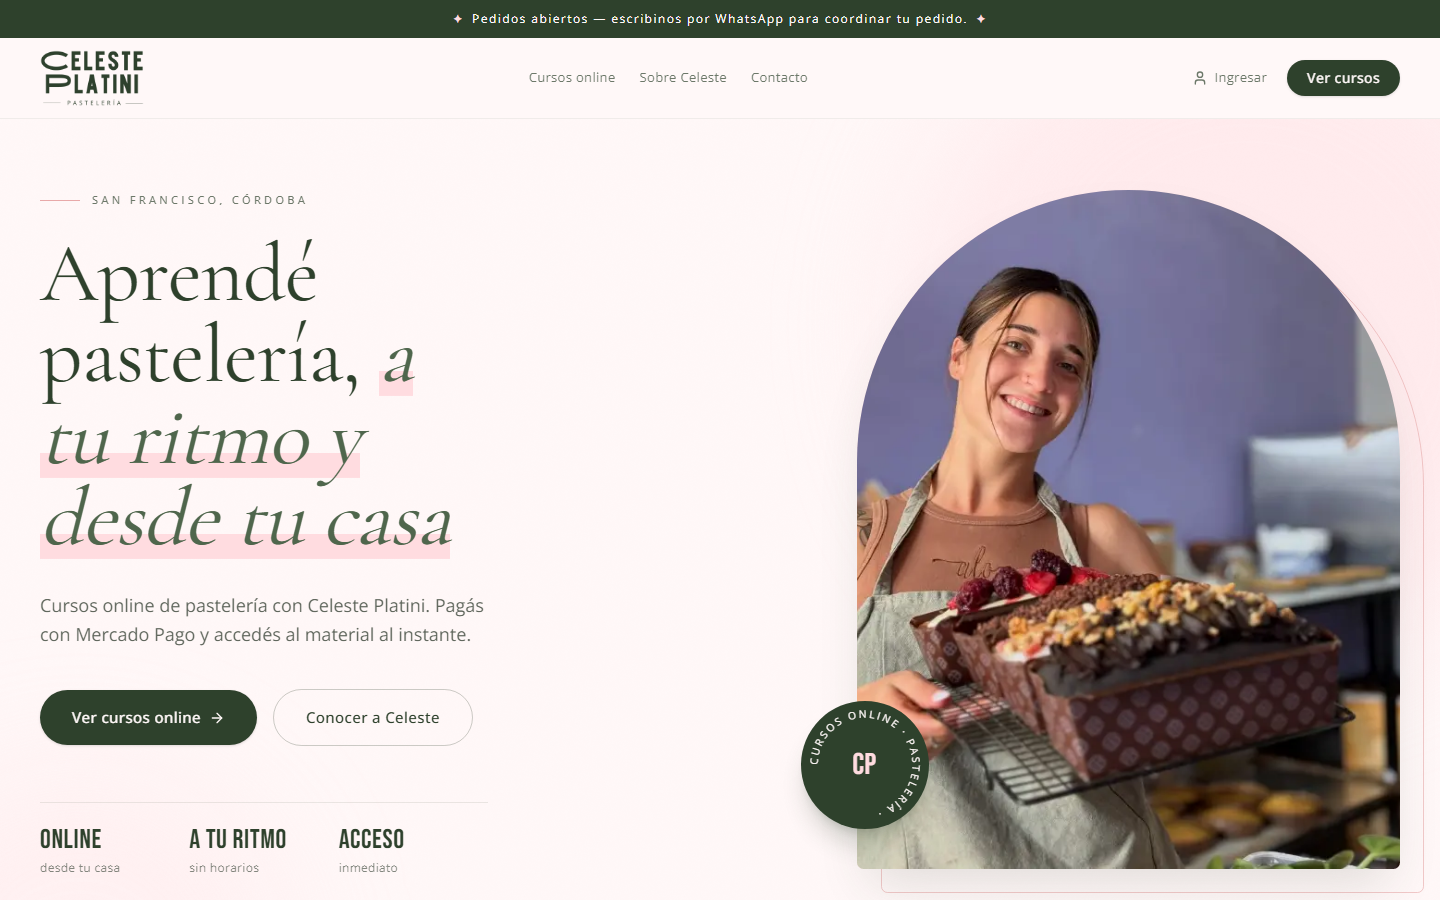 ✦ Pedidos abiertos — escribinos por WhatsApp para coordinar tu pedido. ✦
CELESTE
PLATINI
PASTELERÍA
Cursos online
Sobre Celeste
Contacto
Ingresar
Ver cursos
SAN FRANCISCO, CÓRDOBA
Aprendé
pastelería, a
tu ritmo y
desde tu casa
Cursos online de pastelería con Celeste Platini. Pagás
con Mercado Pago y accedés al material al instante.
Ver cursos online →
Conocer a Celeste
CURSOS ONLINE · PASTELERÍA ·
CP
ONLINE
desde tu casa
A TU RITMO
sin horarios
ACCESO
inmediato